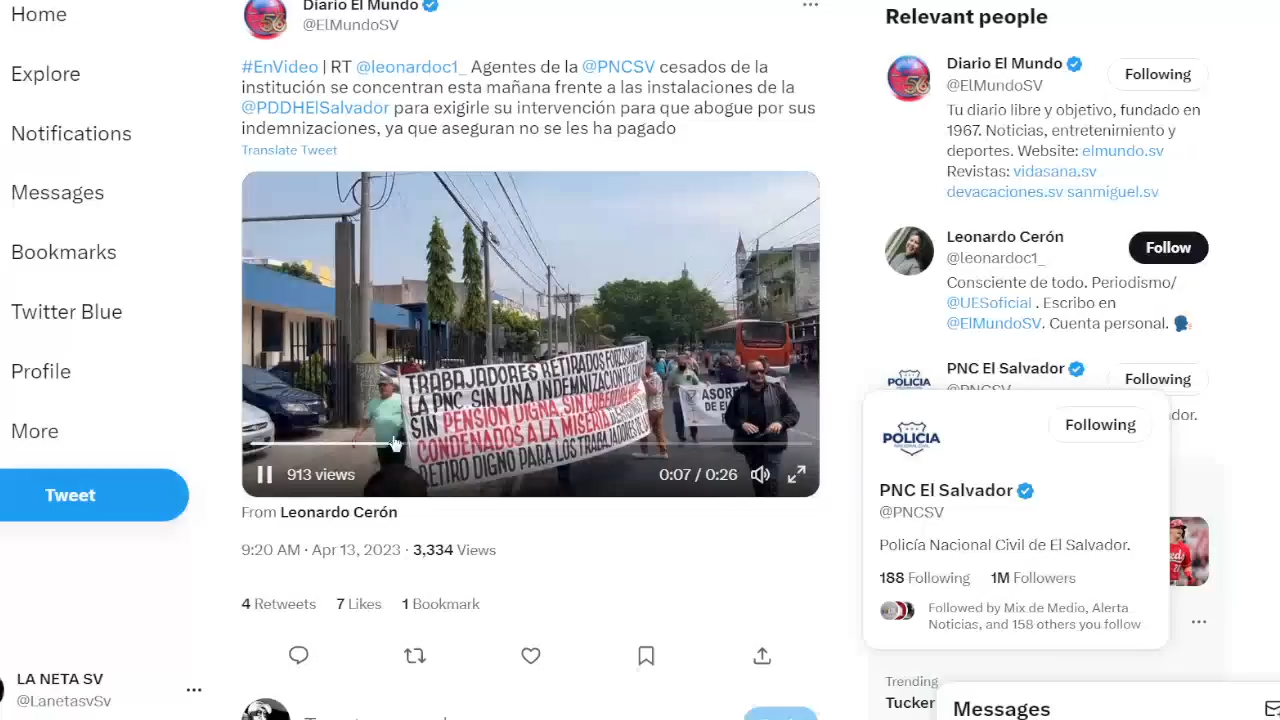 Home
Explore
Notifications
Messages
Bookmarks
Twitter Blue
Profile
More
Tweet
LA NETA SV
@LanetasvSv
Diario El Mundo
@ElMundoSV
#EnVideo | RT @leonardoc1_ Agentes de la @PNCSV cesados de la
institución se concentran esta mañana frente a las instalaciones de la
@PDDHElSalvador para exigirle su intervención para que abogue por sus
indemnizaciones, ya que aseguran no se les ha pagado
Translate Tweet
TRABAJADORES RETIRADOS FORZOSAMENTE
LA PNC SIN UNA INDEMNIZACION
SIN PENSION DIGNA, SIN
CONDENADOS A LA MISERIA
RETIRO DIGNO PARA LOS TRABAJADORES DE
913 views
0:07 / 0:26
From Leonardo Cerón
9:20 AM · Apr 13, 2023 · 3,334 Views
4 Retweets 7 Likes 1 Bookmark
Relevant people
Diario El Mundo
Following
@ElMundoSV
Tu diario libre y objetivo, fundado en
1967. Noticias, entretenimiento y
deportes. Website: elmundo.sv
Revistas: vidasana.sv
devacaciones.sv sanmiguel.sv
Leonardo Cerón
Follow
@leonardoc1_
Consciente de todo. Periodismo/
@UESoficial . Escribo en
@ElMundoSV. Cuenta personal.
POLICIA
PNC El Salvador
Following
@PNCSV
POLICIA
Following
PNC El Salvador
@PNCSV
Policía Nacional Civil de El Salvador.
188 Following 1M Followers
Followed by Mix de Medio, Alerta
Noticias, and 158 others you follow
Trending
Tucker
Messages